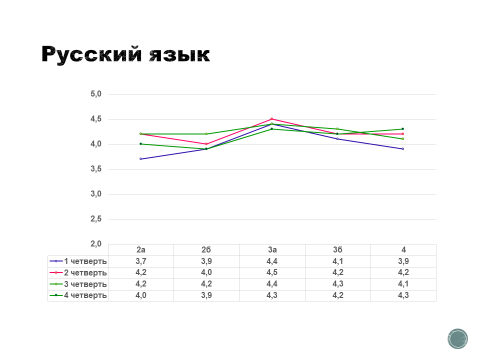 Русский язык
5,0
4,5
4,0
3,5
3,0
2,5
2,0
2а 2б 3а 3б 4
1 четверть 3,7 3,9 4,4 4,1 3,9
2 четверть 4,2 4,0 4,5 4,2 4,2
3 четверть 4,2 4,2 4,4 4,3 4,1
4 четверть 4,0 3,9 4,3 4,2 4,3